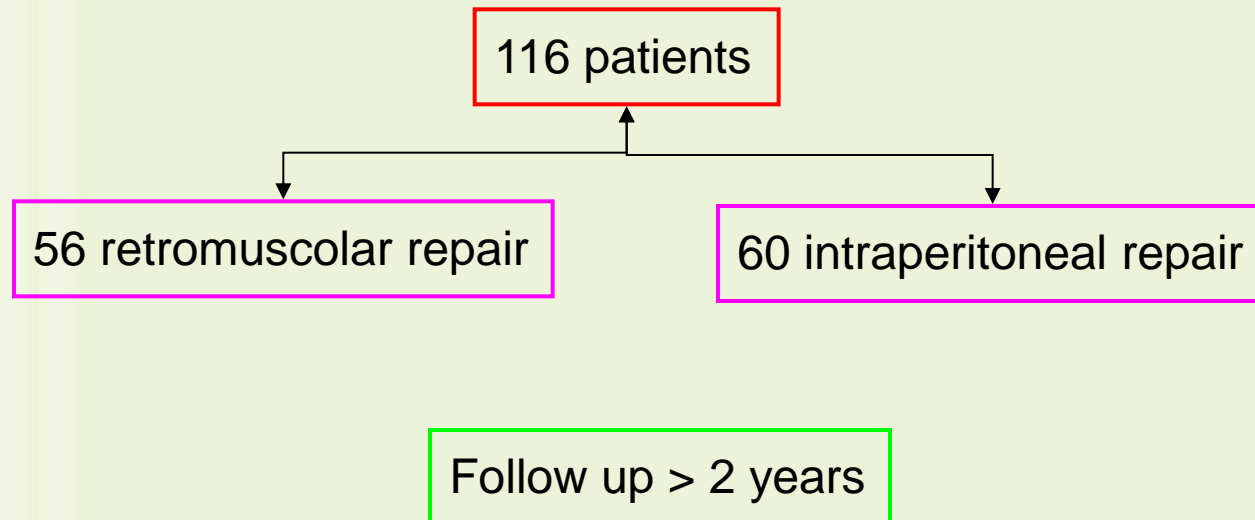 116 patients
56 retromuscolar repair
60 intraperitoneal repair
Follow up > 2 years